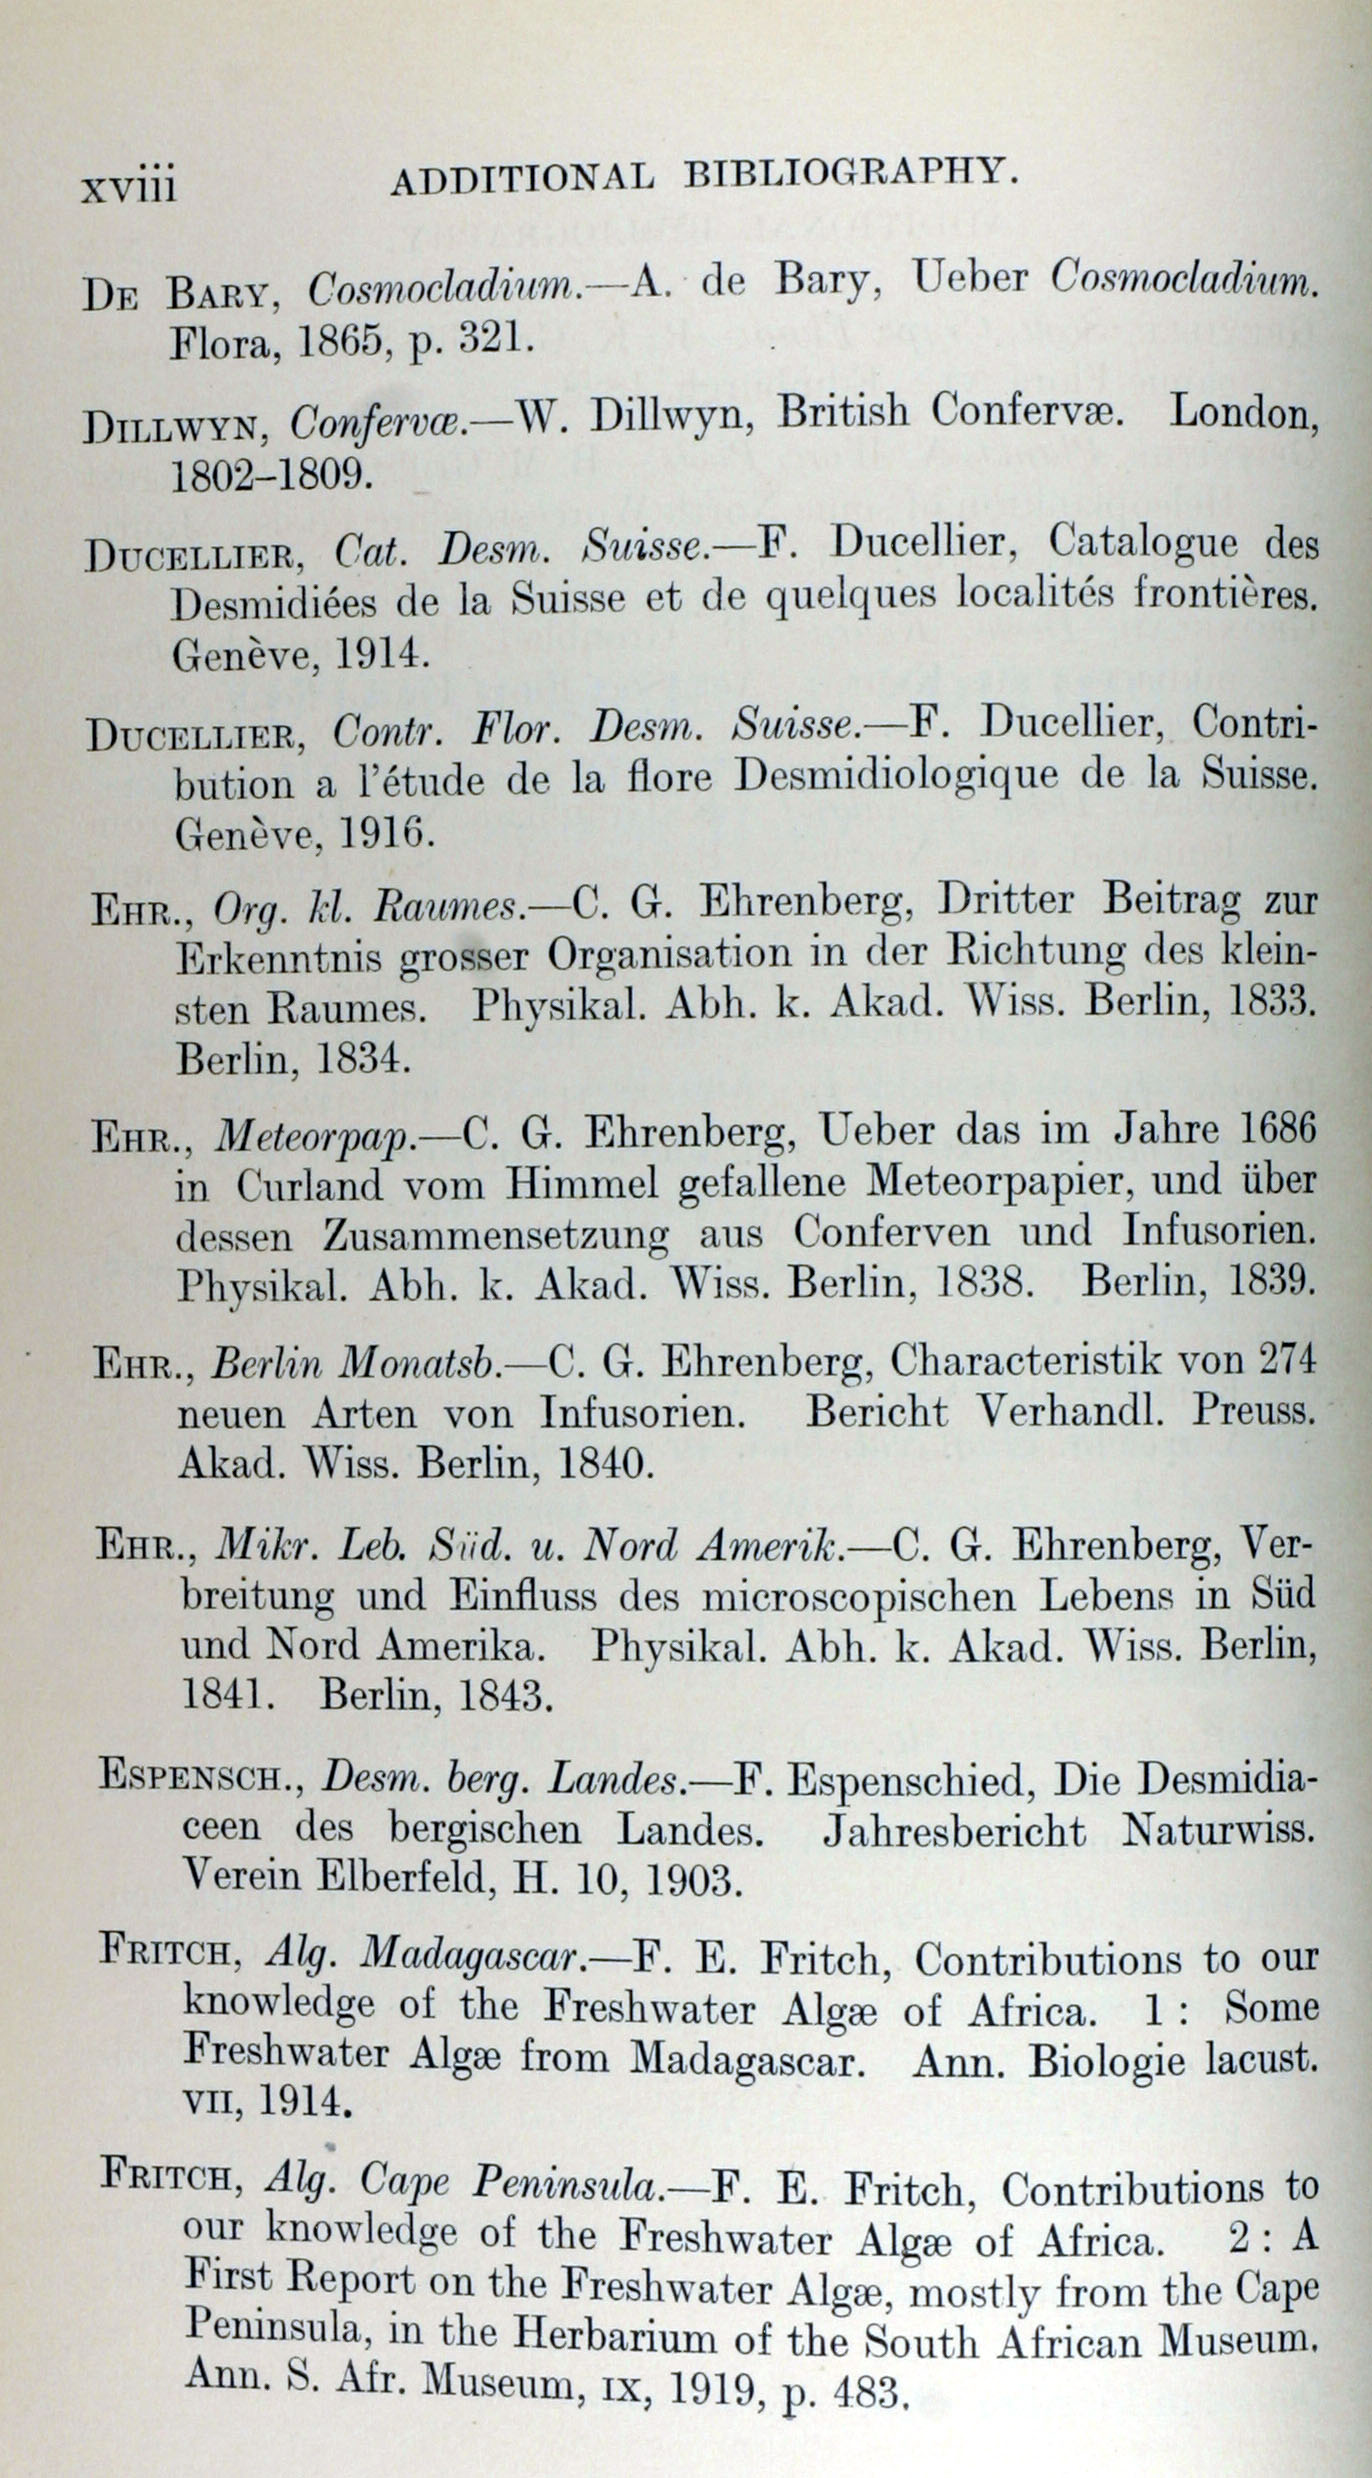 xviii ADDITIONAL BIBLIOGRAPHY.
DE BARY, Cosmocladium.—A. de Bary, Ueber Cosmocladium.
Flora, 1865, p. 321.
DILLWYN, Confervæ.—W. Dillwyn, British Confervæ. London,
1802–1809.
DUCELLIER, Cat. Desm. Suisse.—F. Ducellier, Catalogue des
Desmidiées de la Suisse et de quelques localités frontières.
Genève, 1914.
DUCELLIER, Contr. Flor. Desm. Suisse.—F. Ducellier, Contri-
bution a l'étude de la flore Desmidiologique de la Suisse.
Genève, 1916.
EHR., Org. kl. Raumes.—C. G. Ehrenberg, Dritter Beitrag zur
Erkenntnis grosser Organisation in der Richtung des klein-
sten Raumes. Physikal. Abh. k. Akad. Wiss. Berlin, 1833.
Berlin, 1834.
EHR., Meteorpap.—C. G. Ehrenberg, Ueber das im Jahre 1686
in Curland vom Himmel gefallene Meteorpapier, und über
dessen Zusammensetzung aus Conferven und Infusorien.
Physikal. Abh. k. Akad. Wiss. Berlin, 1838. Berlin, 1839.
EHR., Berlin Monatsb.—C. G. Ehrenberg, Characteristik von 274
neuen Arten von Infusorien. Bericht Verhandl. Preuss.
Akad. Wiss. Berlin, 1840.
EHR., Mikr. Leb. Süd. u. Nord Amerik.—C. G. Ehrenberg, Ver-
breitung und Einfluss des microscopischen Lebens in Süd
und Nord Amerika. Physikal. Abh. k. Akad. Wiss. Berlin,
1841. Berlin, 1843.
ESPENSCH., Desm. berg. Landes.—F. Espenschied, Die Desmidia-
ceen des bergischen Landes. Jahresbericht Naturwiss.
Verein Elberfeld, H. 10, 1903.
FRITCH, Alg. Madagascar.—F. E. Fritch, Contributions to our
knowledge of the Freshwater Algæ of Africa. 1: Some
Freshwater Algæ from Madagascar. Ann. Biologie lacust.
VII, 1914.
FRITCH, Alg. Cape Peninsula.—F. E. Fritch, Contributions to
our knowledge of the Freshwater Algæ of Africa. 2: A
First Report on the Freshwater Algæ, mostly from the Cape
Peninsula, in the Herbarium of the South African Museum.
Ann. S. Afr. Museum, IX, 1919, p. 483.